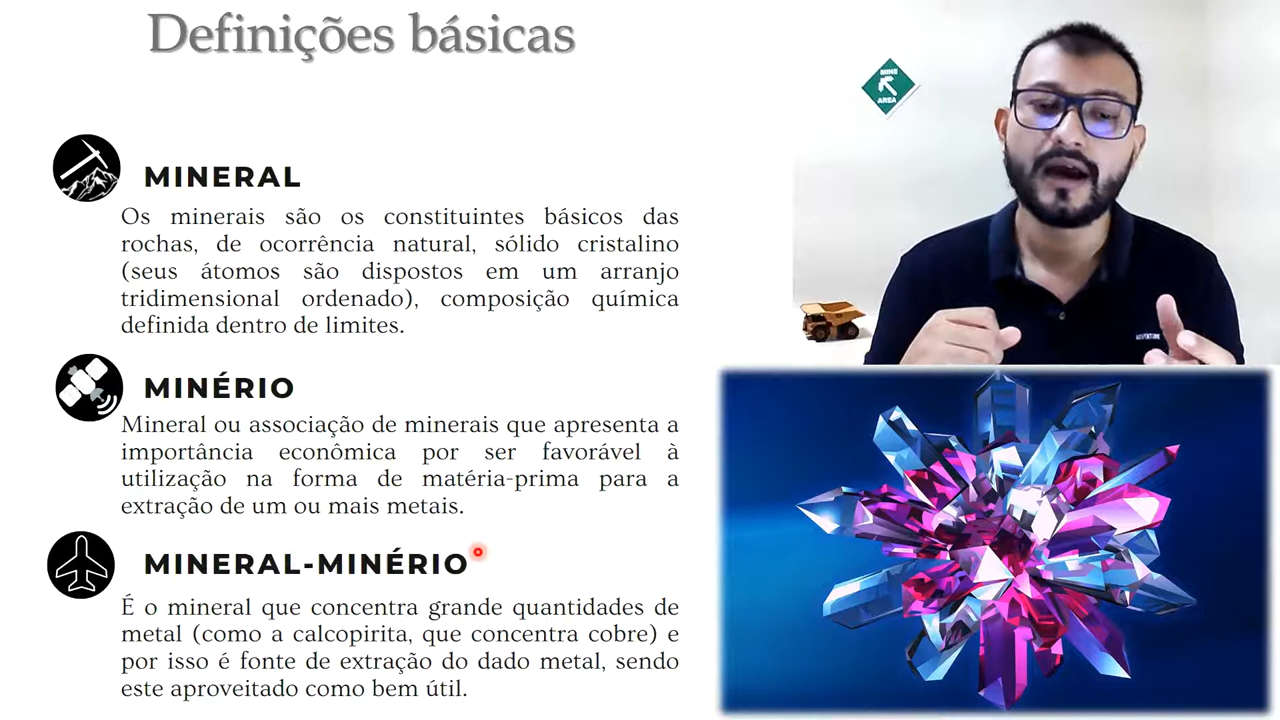 Definições básicas
MINE
AREA
MINERAL
Os minerais são os constituintes básicos das
rochas, de ocorrência natural, sólido cristalino
(seus átomos são dispostos em um arranjo
tridimensional ordenado), composição química
definida dentro de limites.
MINÉRIO
Mineral ou associação de minerais que apresenta a
importância econômica por ser favorável à
utilização na forma de matéria-prima para a
extração de um ou mais metais.
MINERAL-MINÉRIO
É o mineral que concentra grande quantidades de
metal (como a calcopirita, que concentra cobre) e
por isso é fonte de extração do dado metal, sendo
este aproveitado como bem útil.